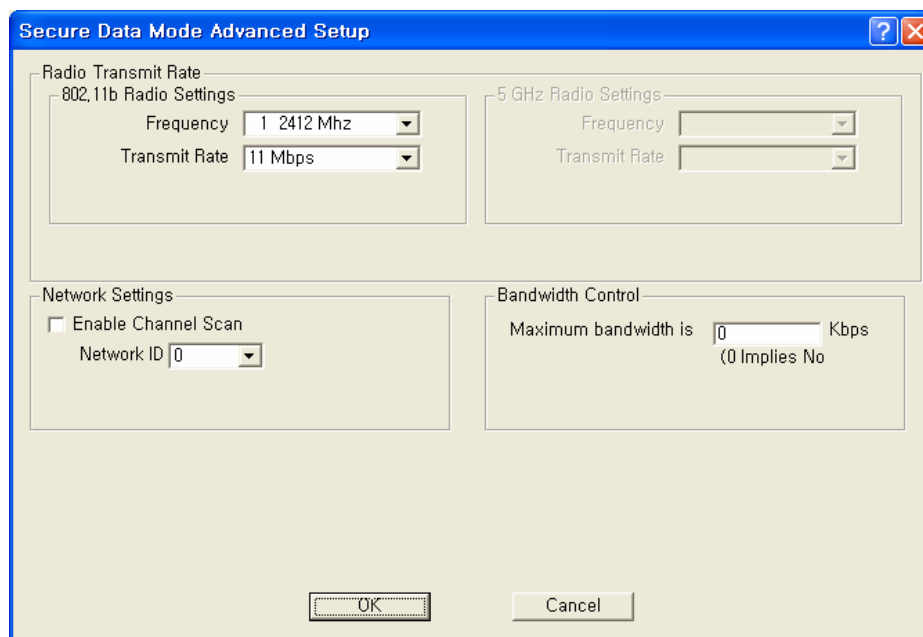 Secure Data Mode Advanced Setup
Radio Transmit Rate
802,11b Radio Settings
Frequency 1 2412 Mhz
Transmit Rate 11 Mbps
5 GHz Radio Settings
Frequency
Transmit Rate
Network Settings
Enable Channel Scan
Network ID 0
Bandwidth Control
Maximum bandwidth is 0 Kbps
(0 Implies No
OK Cancel